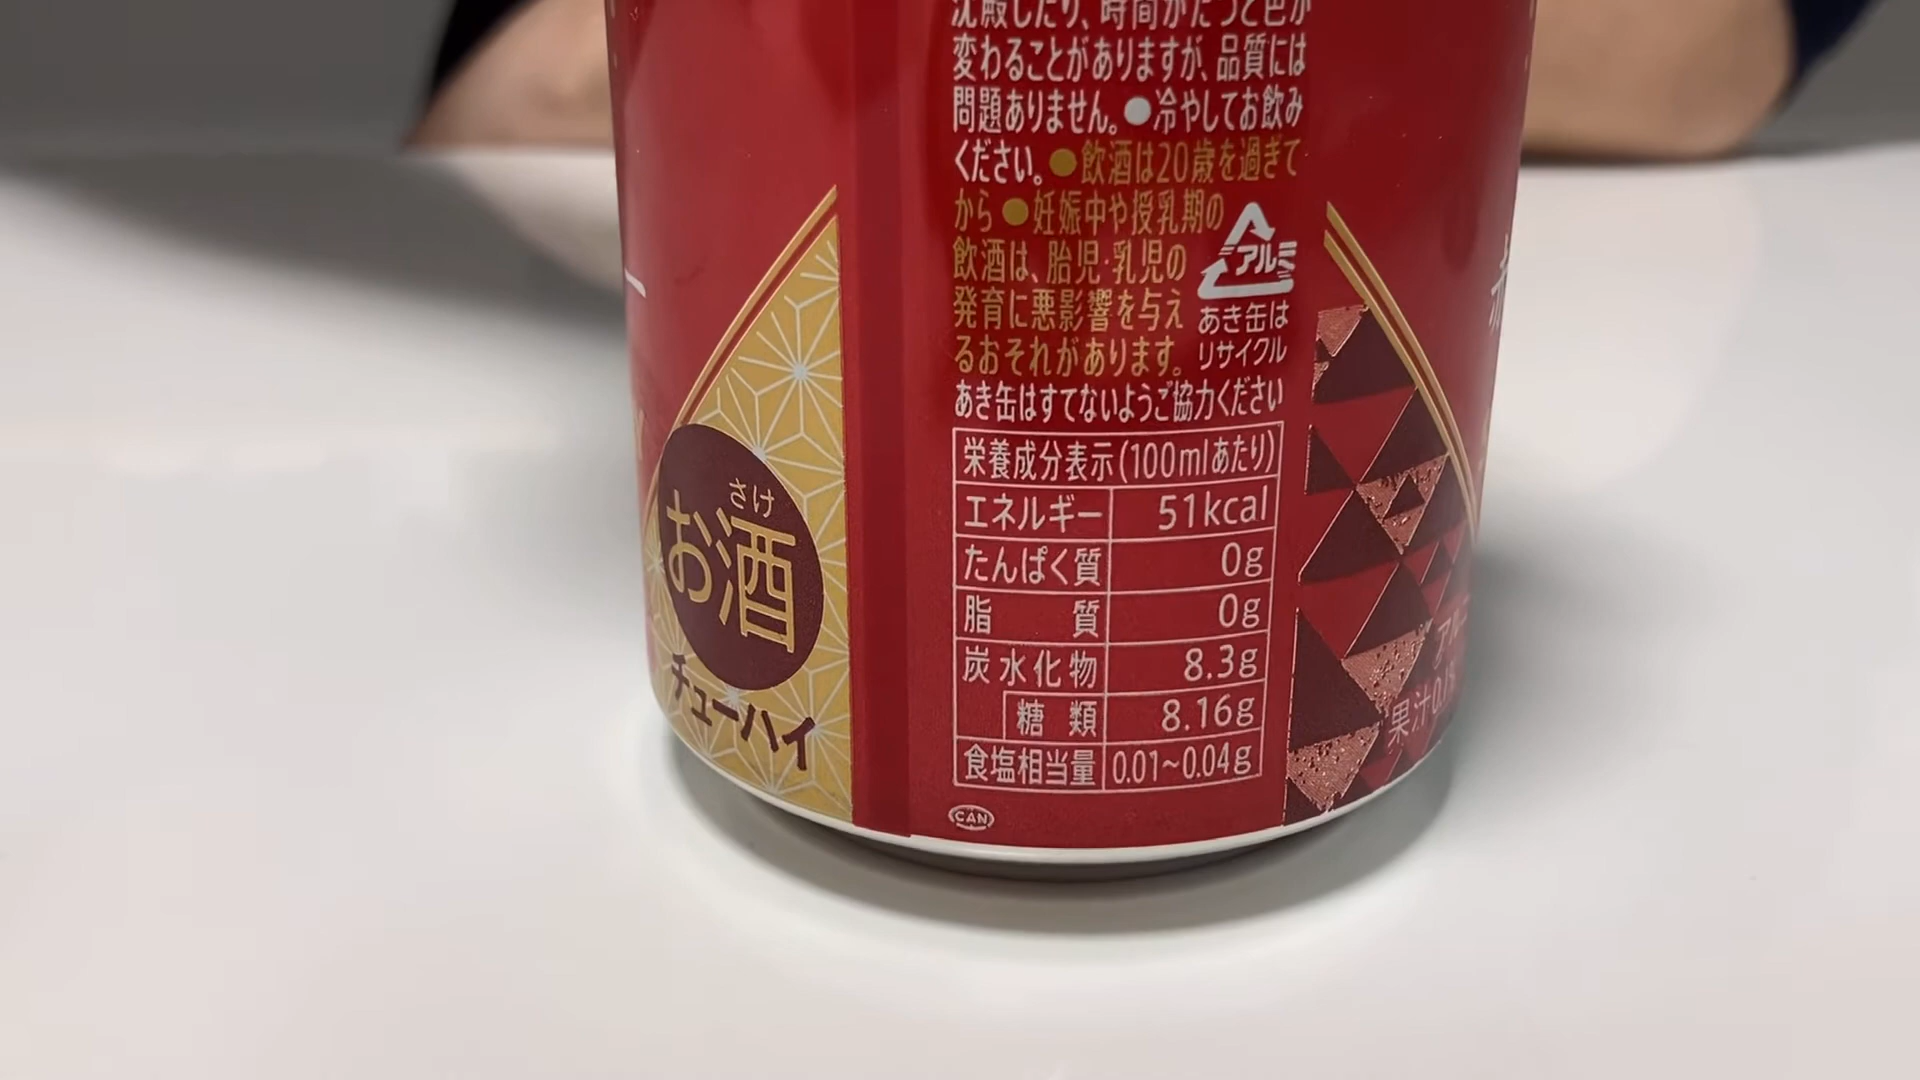 沈殿したり、時間がたつと色が
変わることがありますが、品質には
問題ありません。●冷やしてお飲み
ください。●飲酒は20歳を過ぎて
から●妊娠中や授乳期の
飲酒は、胎児・乳児の
発育に悪影響を与え
るおそれがあります。
アルミ
あき缶は
リサイクル
あき缶はすてないようご協力ください
栄養成分表示(100mlあたり)
エネルギー 51kcal
たんぱく質 0g
脂質 0g
炭水化物 8.3g
糖類 8.16g
食塩相当量 0.01~0.04g
CAN
さけ
お酒
チューハイ
果汁0.1%